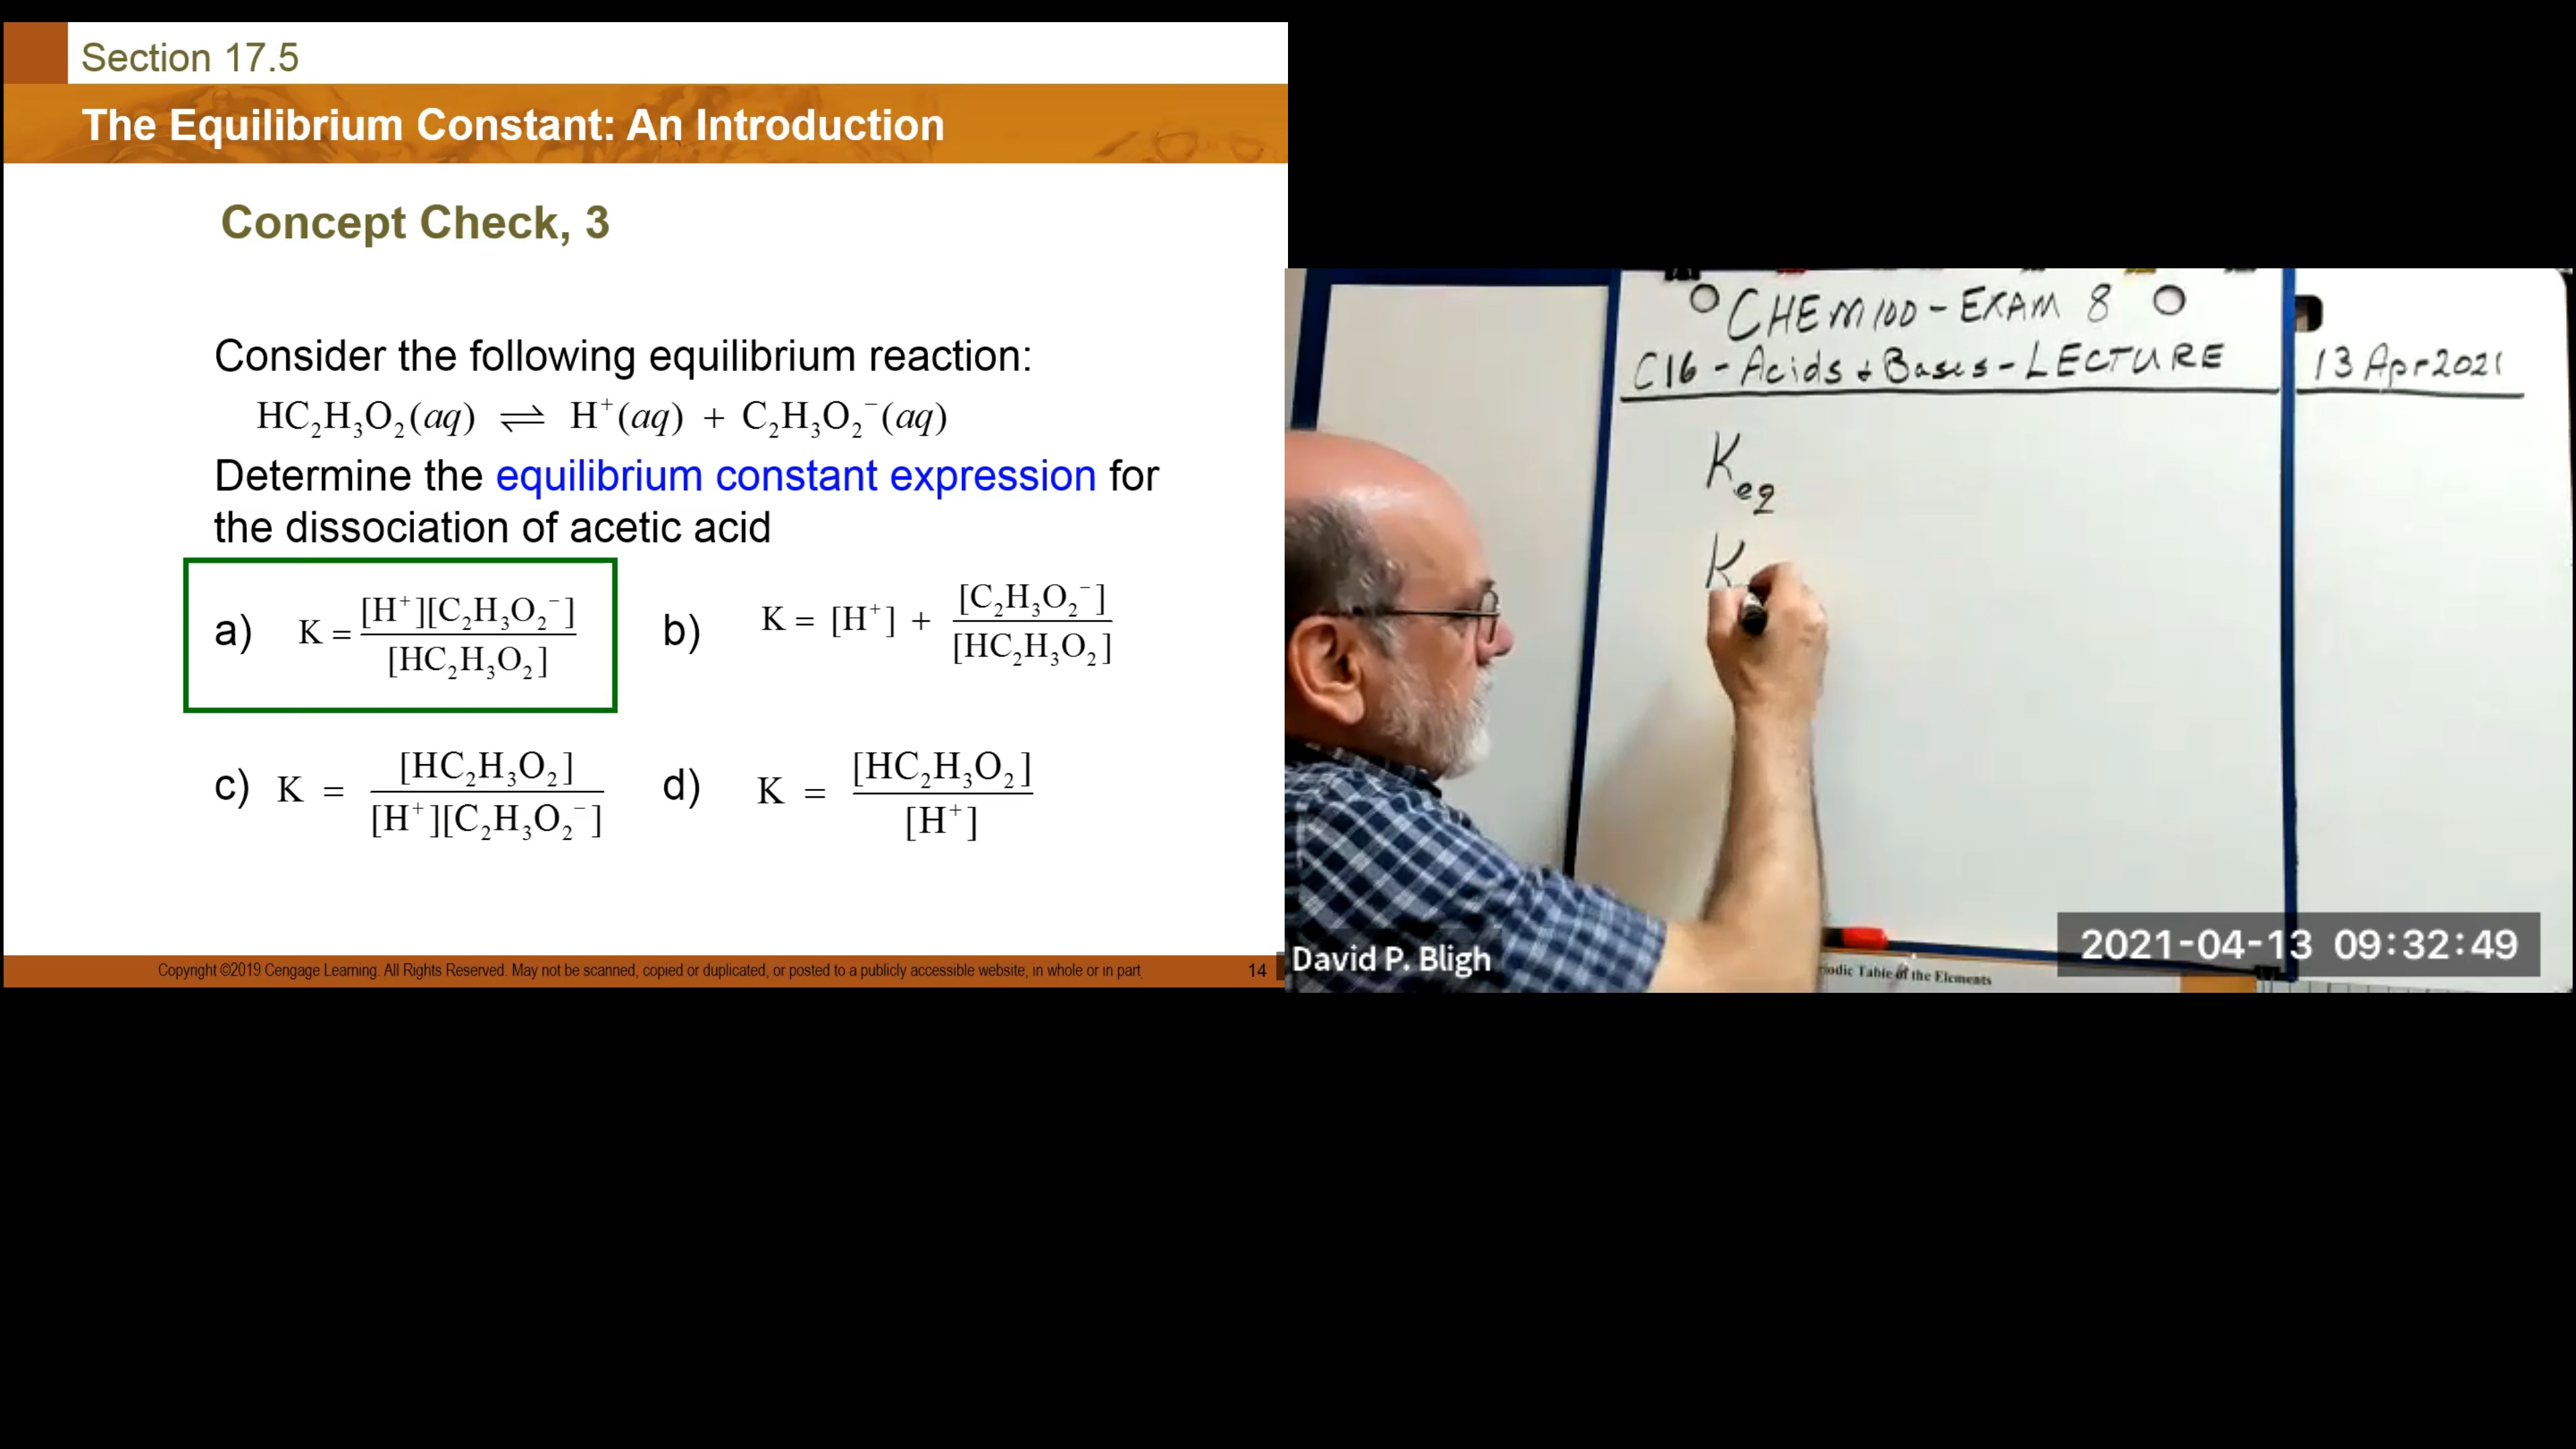 Section 17.5
The Equilibrium Constant: An Introduction
Concept Check, 3
Consider the following equilibrium reaction:
HC₂H₃O₂(aq) ⇌ H⁺(aq) + C₂H₃O₂⁻(aq)
Determine the equilibrium constant expression for
the dissociation of acetic acid
a) K = [H⁺][C₂H₃O₂⁻] / [HC₂H₃O₂]
b) K = [H⁺] + [C₂H₃O₂⁻] / [HC₂H₃O₂]
c) K = [HC₂H₃O₂] / [H⁺][C₂H₃O₂⁻]
d) K = [HC₂H₃O₂] / [H⁺]
Copyright ©2019 Cengage Learning. All Rights Reserved. May not be scanned, copied or duplicated, or posted to a publicly accessible website, in whole or in part
14
CHEM 100 - EXAM 8
C16 - Acids & Bases - LECTURE
13 Apr 2021
Keq
K
David P. Bligh
2021-04-13 09:32:49
Table of the Elements